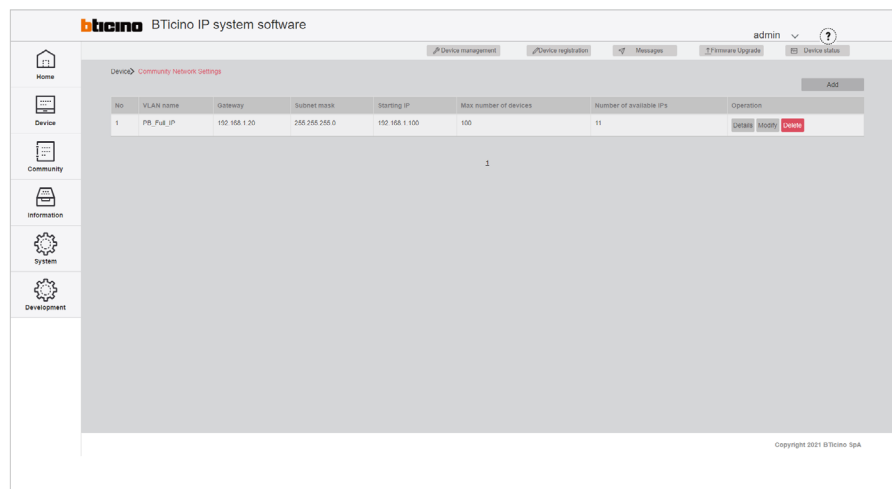 bticino BTicino IP system software
admin ?
Device management Device registration Messages Firmware Upgrade Device status
Home
Device
Community
Information
System
Development
Device Community Network Settings
Add
No VLAN name Gateway Subnet mask Starting IP Max number of devices Number of available IPs Operation
1 PB_Full_IP 192.168.1.20 255.255.255.0 192.168.1.100 100 11 Details Modify Delete
1
Copyright 2021 BTicino SpA